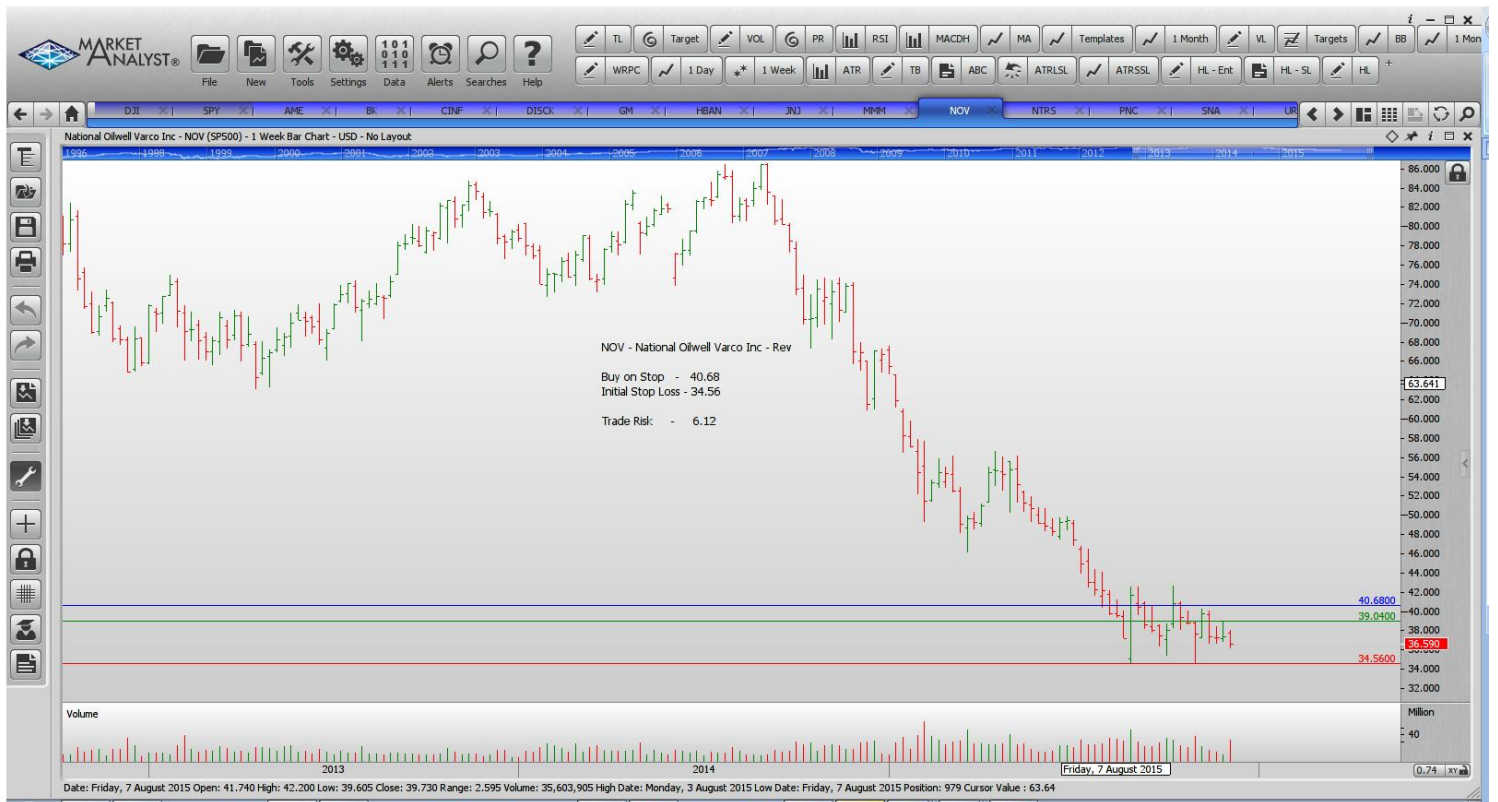 MARKET
ANALYST®
File New Tools Settings Data Alerts Searches Help
TL Target VOL PR RSI MACDH MA Templates 1 Month VL Targets BB 1 Mon
WRPC 1 Day 1 Week ATR TB ABC ATRLSL ATRSSL HL - Ent HL - SL HL
DJI SPY AME BK CINF DISCK GM HBAN JNJ MMM NOV NTRS PNC SNA UR
National Oilwell Varco Inc - NOV (SP500) - 1 Week Bar Chart - USD - No Layout
1996 1998 1999 2000 2001 2002 2003 2004 2005 2006 2007 2008 2009 2010 2011 2012 2013 2014 2015
86.000
84.000
82.000
80.000
78.000
76.000
74.000
72.000
70.000
68.000
NOV - National Oilwell Varco Inc - Rev
66.000
Buy on Stop - 40.68
63.641
Initial Stop Loss - 34.56
62.000
60.000
Trade Risk - 6.12
58.000
56.000
54.000
52.000
50.000
48.000
46.000
44.000
42.000
40.6800
40.000
39.0400
38.000
36.590
34.5600
34.000
32.000
Volume
Million
40
2013 2014 Friday, 7 August 2015
0.74 XY
Date: Friday, 7 August 2015 Open: 41.740 High: 42.200 Low: 39.605 Close: 39.730 Range: 2.595 Volume: 35,603,905 High Date: Monday, 3 August 2015 Low Date: Friday, 7 August 2015 Position: 979 Cursor Value : 63.64